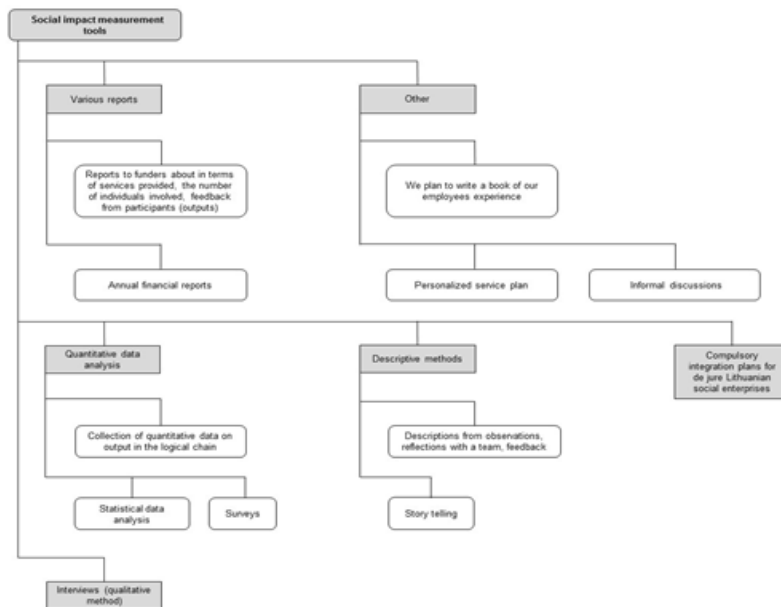 Social impact measurement
tools
Various reports
Other
Reports to funders about in terms
of services provided, the number
of individuals involved, feedback
from participants (outputs)
We plan to write a book of our
employees experience
Annual financial reports
Personalized service plan
Informal discussions
Quantitative data
analysis
Descriptive methods
Compulsory
integration plans for
de jure Lithuanian
social enterprises
Collection of quantitative data on
output in the logical chain
Descriptions from observations,
reflections with a team, feedback
Statistical data
analysis
Surveys
Story telling
Interviews (qualitative
method)